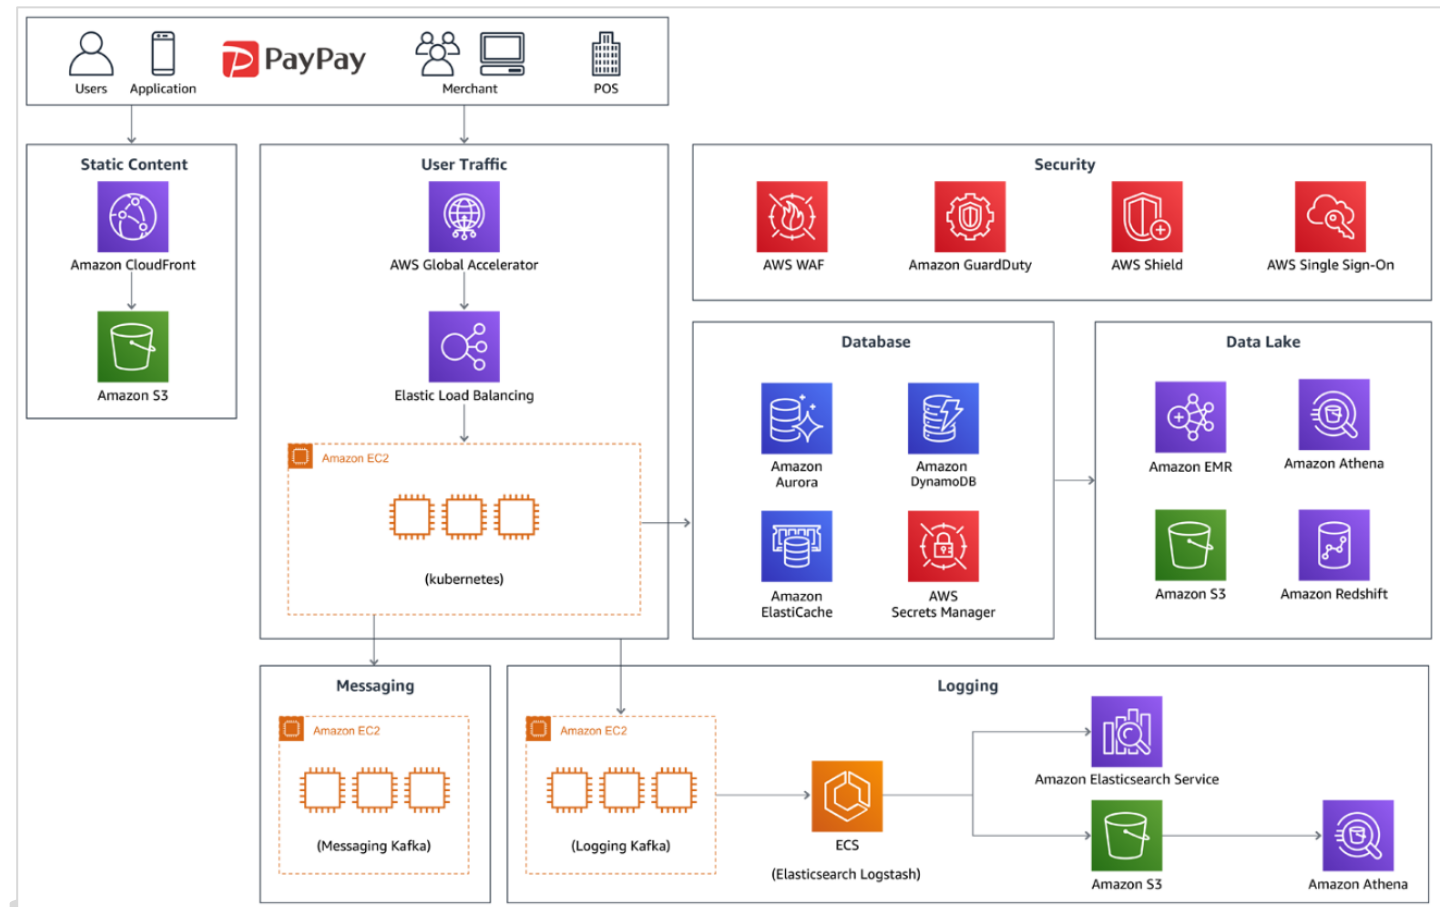 PayPay
Users
Application
Merchant
POS
Static Content
Amazon CloudFront
Amazon S3
User Traffic
AWS Global Accelerator
Elastic Load Balancing
Amazon EC2
(kubernetes)
Security
AWS WAF
Amazon GuardDuty
AWS Shield
AWS Single Sign-On
Database
Amazon
Aurora
Amazon
DynamoDB
Amazon
ElastiCache
AWS
Secrets Manager
Data Lake
Amazon EMR
Amazon Athena
Amazon S3
Amazon Redshift
Messaging
Amazon EC2
(Messaging Kafka)
Logging
Amazon EC2
(Logging Kafka)
ECS
(Elasticsearch Logstash)
Amazon Elasticsearch Service
Amazon S3
Amazon Athena